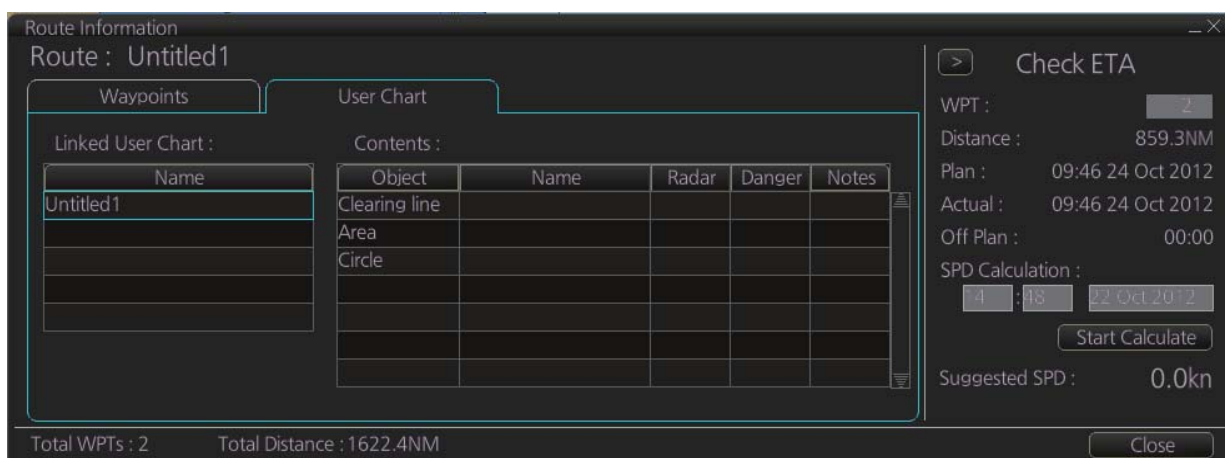 Route Information
Route : Untitled1
Waypoints
User Chart
Linked User Chart :
Name
Untitled1
Contents :
Object Name Radar Danger Notes
Clearing line
Area
Circle
> Check ETA
WPT : 2
Distance : 859.3NM
Plan : 09:46 24 Oct 2012
Actual : 09:46 24 Oct 2012
Off Plan : 00:00
SPD Calculation :
14 : 48 22 Oct 2012
Start Calculate
Suggested SPD : 0.0kn
Total WPTs : 2 Total Distance : 1622.4NM
Close